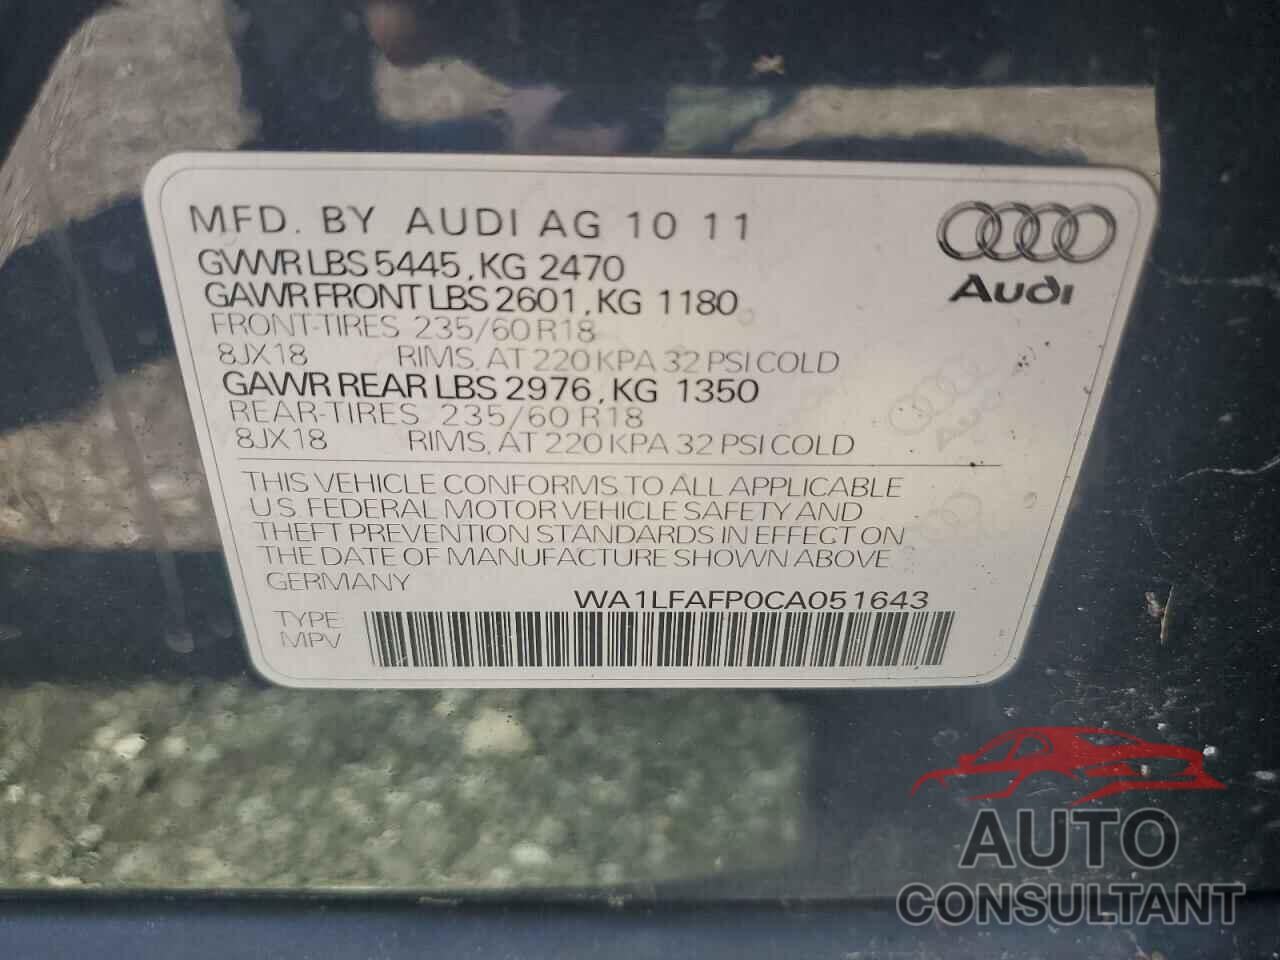 MFD. BY AUDI AG 10 11
GVWR LBS 5445, KG 2470
GAWR FRONT LBS 2601, KG 1180
FRONT-TIRES 235/60 R18
8JX18 RIMS, AT 220 KPA 32 PSI COLD
GAWR REAR LBS 2976, KG 1350
REAR-TIRES 235/60 R18
8JX18 RIMS, AT 220 KPA 32 PSI COLD
Audi
THIS VEHICLE CONFORMS TO ALL APPLICABLE
U.S. FEDERAL MOTOR VEHICLE SAFETY AND
THEFT PREVENTION STANDARDS IN EFFECT ON
THE DATE OF MANUFACTURE SHOWN ABOVE
GERMANY
WA1LFAFP0CA051643
TYPE
MPV
AUTO
CONSULTANT